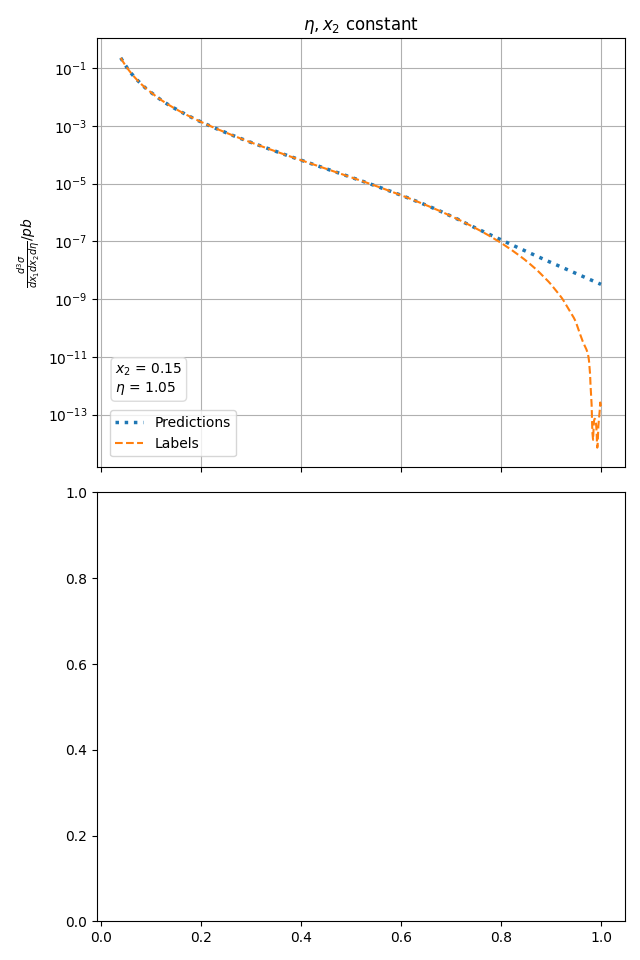 η, x₂ constant
10⁻¹
10⁻³
10⁻⁵
10⁻⁷
10⁻⁹
10⁻¹¹
10⁻¹³
d³σ/dx₁dx₂dη /pb
x₂ = 0.15
η = 1.05
Predictions
Labels
1.0
0.8
0.6
0.4
0.2
0.0
0.0 0.2 0.4 0.6 0.8 1.0